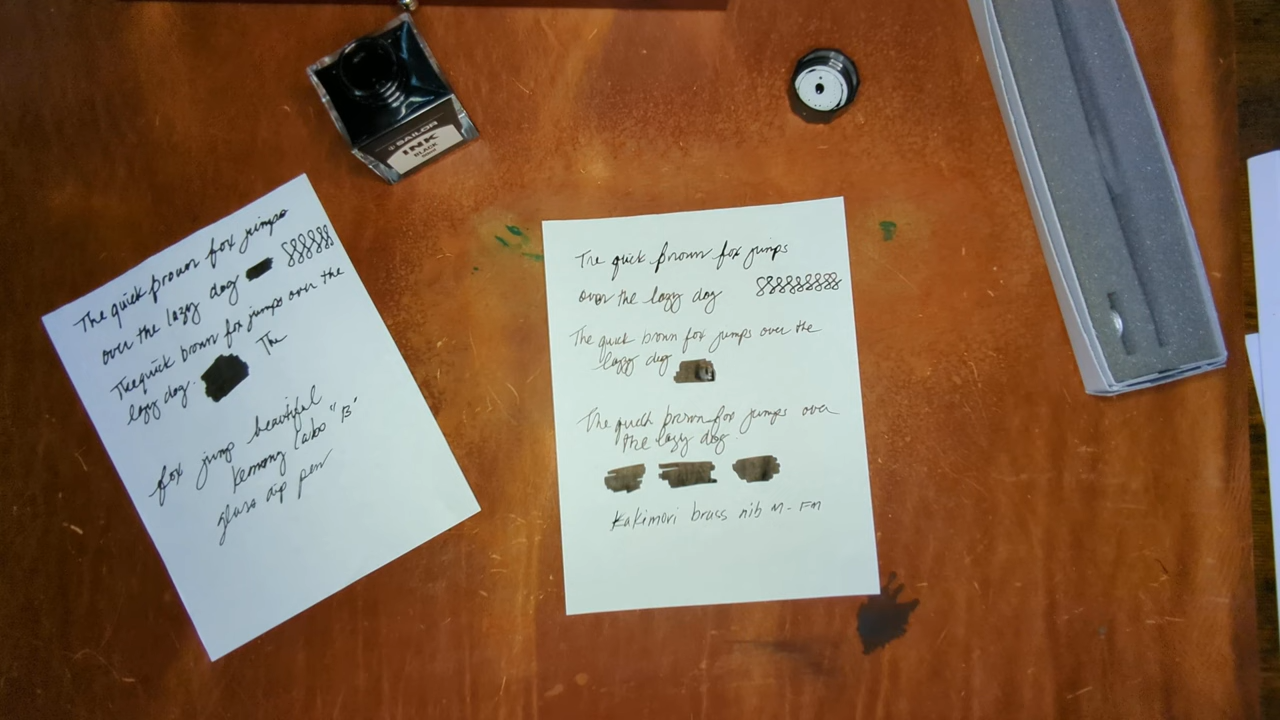 SAILOR
INK
BLACK
The quick brown fox jumps
over the lazy dog
The quick brown fox jumps over the
lazy dog. The
fox jump beautiful
Kemmy Labo "B"
glass dip pen
The quick brown fox jumps
over the lazy dog
The quick brown fox jumps over the
lazy dog
The quick brown fox jumps over
the lazy dog.
Kakimori brass nib M-FM